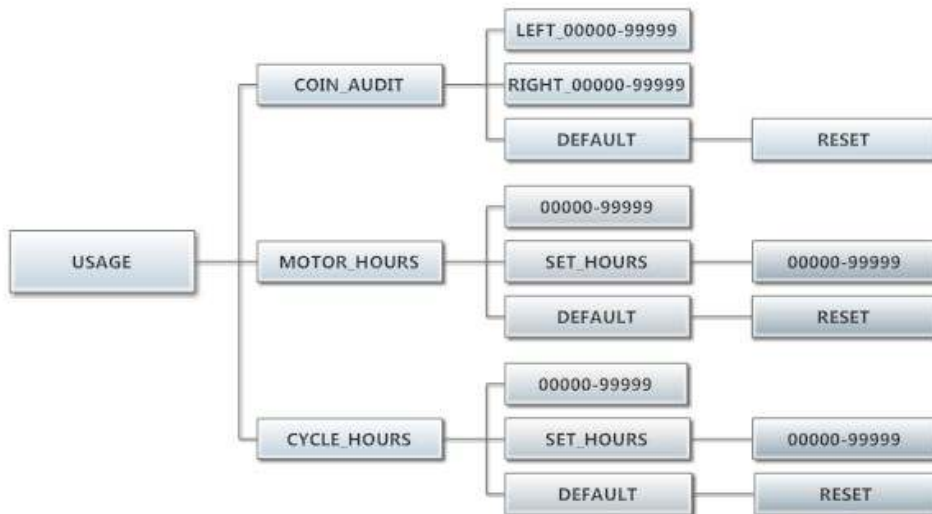 USAGE
COIN_AUDIT
LEFT_00000-99999
RIGHT_00000-99999
DEFAULT
RESET
MOTOR_HOURS
00000-99999
SET_HOURS
00000-99999
DEFAULT
RESET
CYCLE_HOURS
00000-99999
SET_HOURS
00000-99999
DEFAULT
RESET